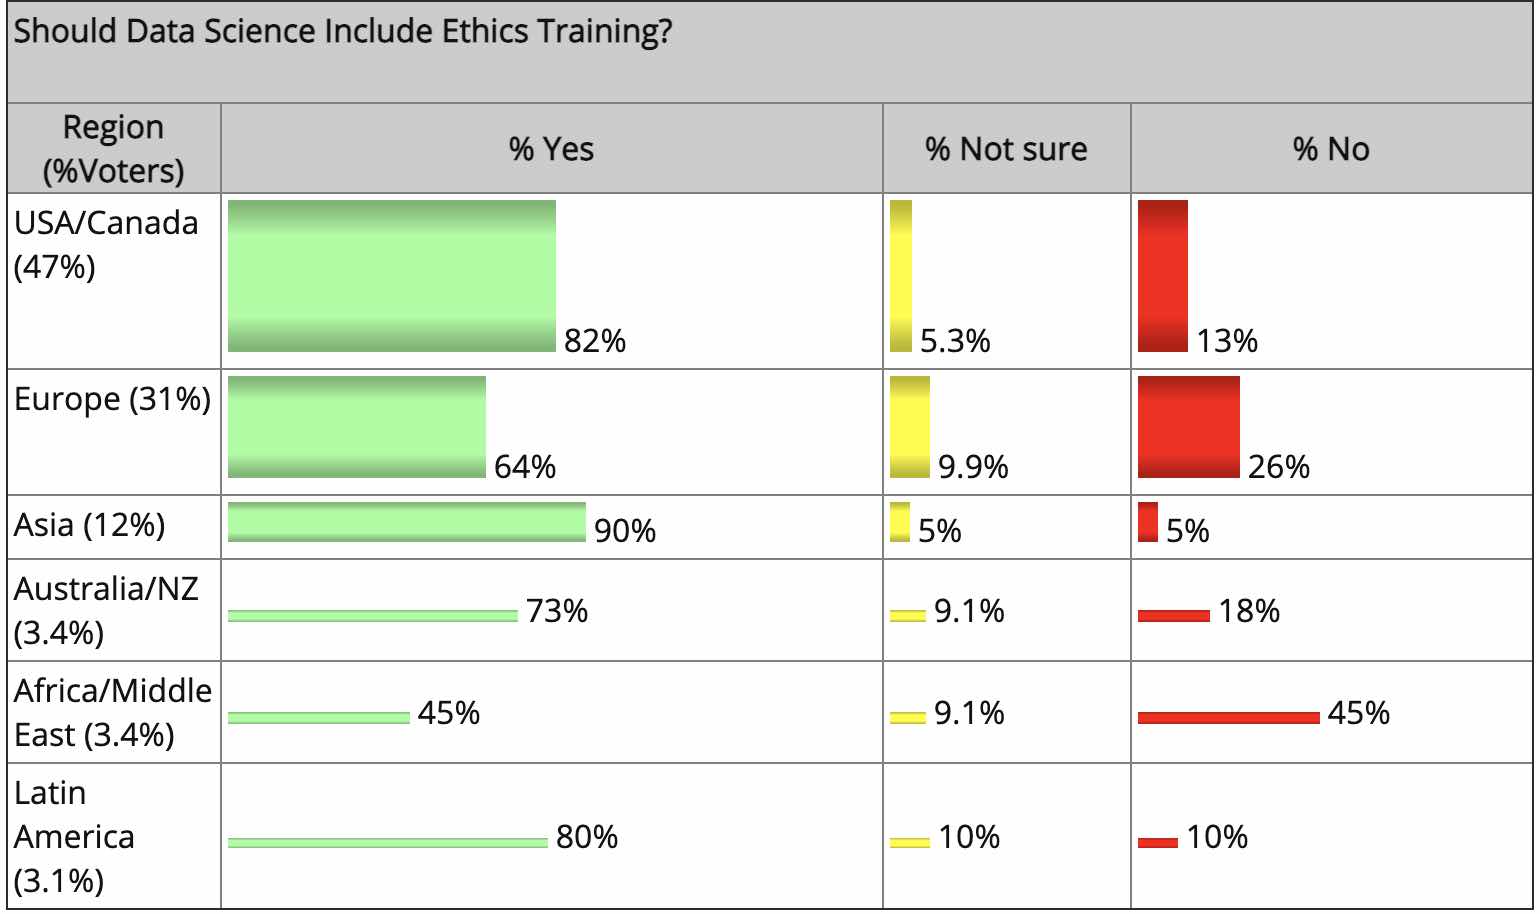 Should Data Science Include Ethics Training?
Region
(%Voters)
% Yes
% Not sure
% No
USA/Canada
(47%)
82%
5.3%
13%
Europe (31%)
64%
9.9%
26%
Asia (12%)
90%
5%
5%
Australia/NZ
(3.4%)
73%
9.1%
18%
Africa/Middle
East (3.4%)
45%
9.1%
45%
Latin
America
(3.1%)
80%
10%
10%